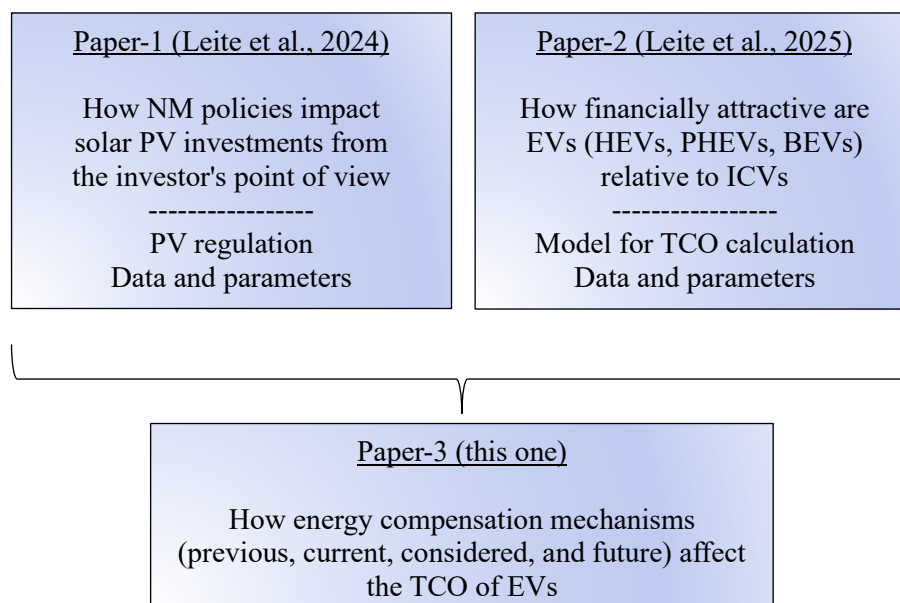 Paper-1 (Leite et al., 2024)
How NM policies impact
solar PV investments from
the investor's point of view
-----------------
PV regulation
Data and parameters
Paper-2 (Leite et al., 2025)
How financially attractive are
EVs (HEVs, PHEVs, BEVs)
relative to ICVs
-----------------
Model for TCO calculation
Data and parameters
Paper-3 (this one)
How energy compensation mechanisms
(previous, current, considered, and future) affect
the TCO of EVs